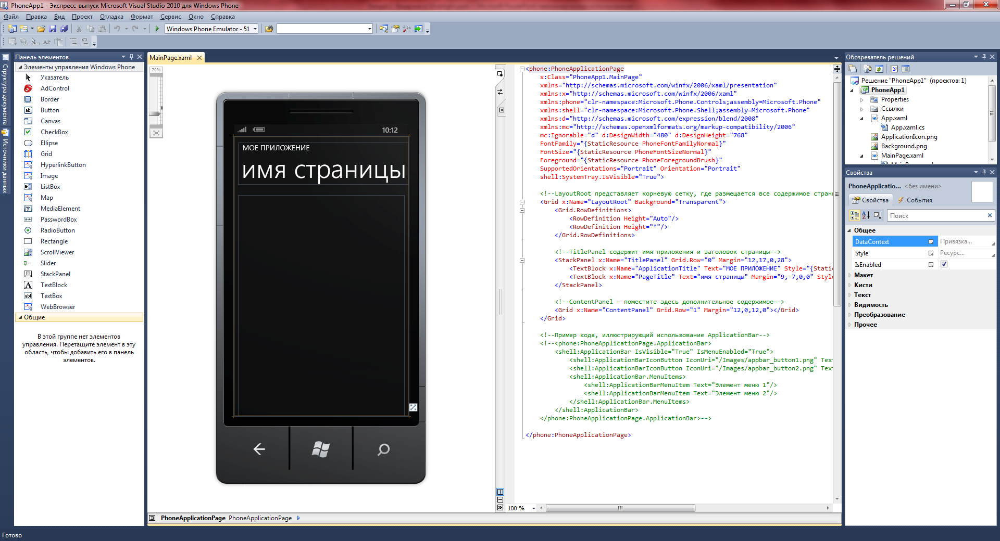 PhoneApp1 - Экспресс-выпуск Microsoft Visual Studio 2010 для Windows Phone
Файл Правка Вид Проект Отладка Формат Сервис Окно Справка
Windows Phone Emulator - 51
Структура документа
Источники данных
Панель элементов
Элементы управления Windows Phone
Указатель
AdControl
Border
Button
Canvas
CheckBox
Ellipse
Grid
HyperlinkButton
Image
ListBox
Map
MediaElement
PasswordBox
RadioButton
Rectangle
ScrollViewer
Slider
StackPanel
TextBlock
TextBox
WebBrowser
Общие
В этой группе нет элементов
управления. Перетащите элемент в эту
область, чтобы добавить его в панель
элементов.
MainPage.xaml
70%
10:12
МОЕ ПРИЛОЖЕНИЕ
имя страницы
<phone:PhoneApplicationPage
x:Class="PhoneApp1.MainPage"
xmlns="http://schemas.microsoft.com/winfx/2006/xaml/presentation"
xmlns:x="http://schemas.microsoft.com/winfx/2006/xaml"
xmlns:phone="clr-namespace:Microsoft.Phone.Controls;assembly=Microsoft.Phone"
xmlns:shell="clr-namespace:Microsoft.Phone.Shell;assembly=Microsoft.Phone"
xmlns:d="http://schemas.microsoft.com/expression/blend/2008"
xmlns:mc="http://schemas.openxmlformats.org/markup-compatibility/2006"
mc:Ignorable="d" d:DesignWidth="480" d:DesignHeight="768"
FontFamily="{StaticResource PhoneFontFamilyNormal}"
FontSize="{StaticResource PhoneFontSizeNormal}"
Foreground="{StaticResource PhoneForegroundBrush}"
SupportedOrientations="Portrait" Orientation="Portrait"
shell:SystemTray.IsVisible="True">
<!--LayoutRoot представляет корневую сетку, где размещается все содержимое стран
<Grid x:Name="LayoutRoot" Background="Transparent">
<Grid.RowDefinitions>
<RowDefinition Height="Auto"/>
<RowDefinition Height="*"/>
</Grid.RowDefinitions>
<!--TitlePanel содержит имя приложения и заголовок страницы-->
<StackPanel x:Name="TitlePanel" Grid.Row="0" Margin="12,17,0,28">
<TextBlock x:Name="ApplicationTitle" Text="МОЕ ПРИЛОЖЕНИЕ" Style="{Static
<TextBlock x:Name="PageTitle" Text="имя страницы" Margin="9,-7,0,0" Styl
</StackPanel>
<!--ContentPanel — поместите здесь дополнительное содержимое-->
<Grid x:Name="ContentPanel" Grid.Row="1" Margin="12,0,12,0"></Grid>
</Grid>
<!--Пример кода, иллюстрирующий использование ApplicationBar-->
<!--<phone:PhoneApplicationPage.ApplicationBar>
<shell:ApplicationBar IsVisible="True" IsMenuEnabled="True">
<shell:ApplicationBarIconButton IconUri="/Images/appbar_button1.png" Tex
<shell:ApplicationBarIconButton IconUri="/Images/appbar_button2.png" Tex
<shell:ApplicationBar.MenuItems>
<shell:ApplicationBarMenuItem Text="Элемент меню 1"/>
<shell:ApplicationBarMenuItem Text="Элемент меню 2"/>
</shell:ApplicationBar.MenuItems>
</shell:ApplicationBar>
</phone:PhoneApplicationPage.ApplicationBar>-->
</phone:PhoneApplicationPage>
100 %
PhoneApplicationPage PhoneApplicationPage
Обозреватель решений
Решение "PhoneApp1" (проектов: 1)
PhoneApp1
Properties
Ссылки
App.xaml
App.xaml.cs
ApplicationIcon.png
Background.png
MainPage.xaml
Свойства
PhoneApplicatio... <без имени>
Свойства События
Поиск
Общее
DataContext Привязка...
Style Ресурс...
IsEnabled
Макет
Кисти
Текст
Видимость
Преобразование
Прочее
Готово